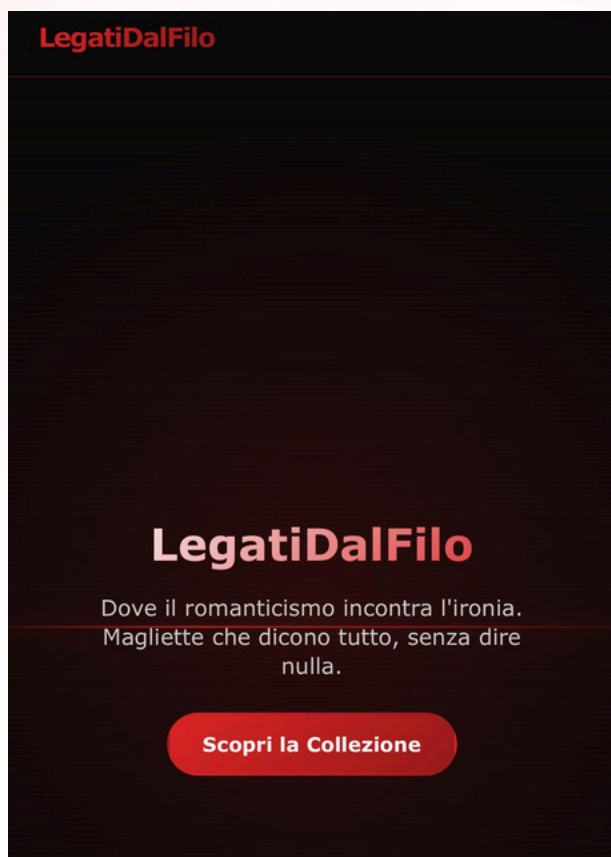 LegatiDalFilo
LegatiDalFilo
Dove il romanticismo incontra l'ironia.
Magliette che dicono tutto, senza dire
nulla.
Scopri la Collezione